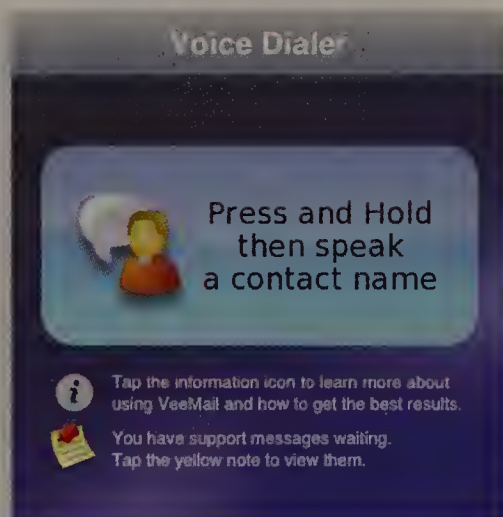 Voice Dialer
Press and Hold
then speak
a contact name
Tap the information icon to learn more about
using VeeMail and how to get the best results.
You have support messages waiting.
Tap the yellow note to view them.